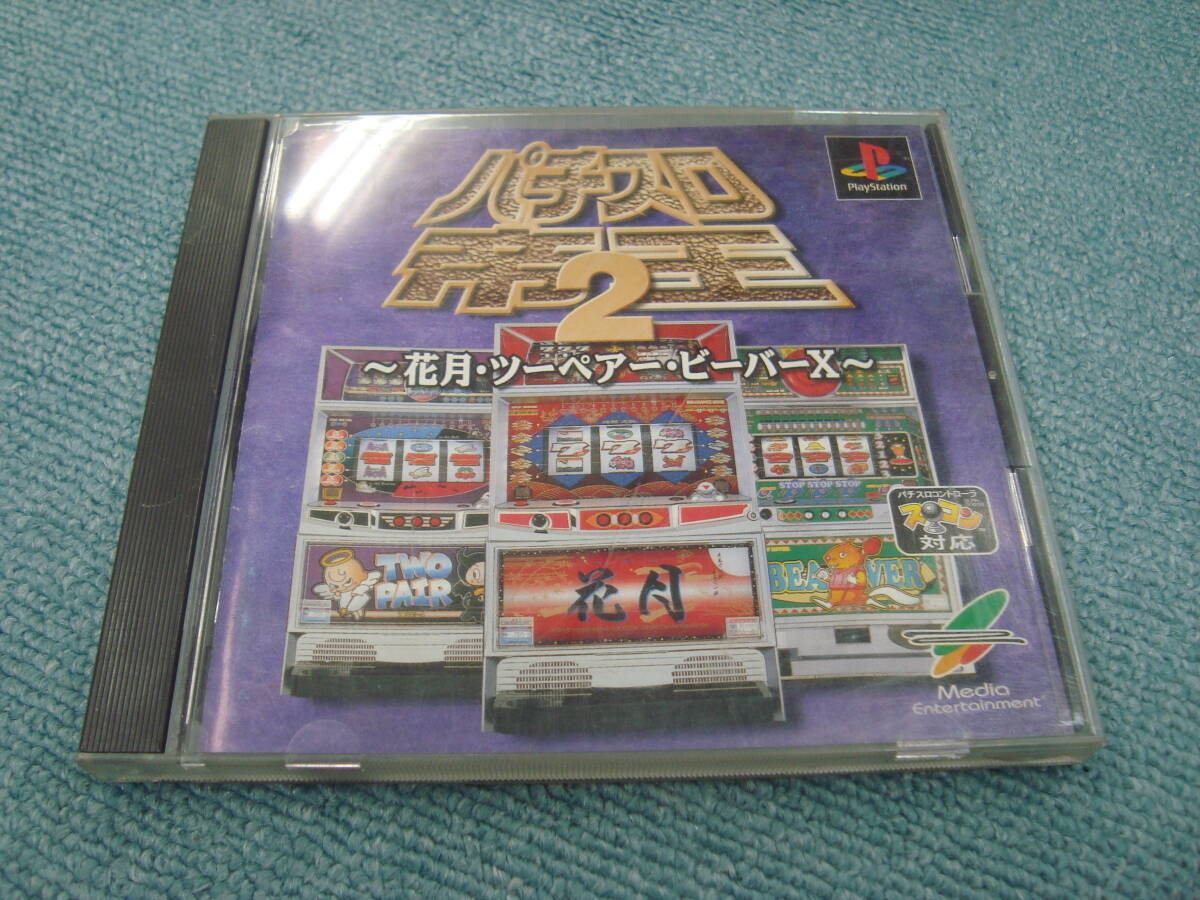 パチスロ
帝王
2
～花月・ツーペアー・ビーバーX～
PlayStation
STOP STOP STOP
パチスロコントローラ
スロコン
対応
TWO
PAIR
花月
BEAVER
Media
Entertainment